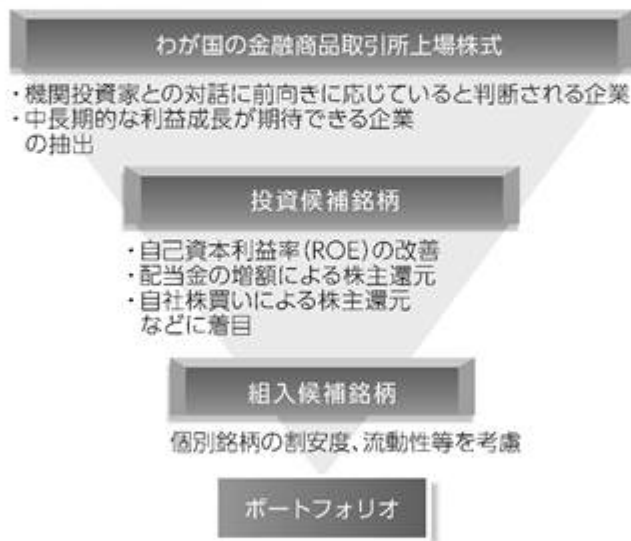 わが国の金融商品取引所上場株式
・機関投資家との対話に前向きに応じていると判断される企業
・中長期的な利益成長が期待できる企業
の抽出
投資候補銘柄
・自己資本利益率(ROE)の改善
・配当金の増額による株主還元
・自社株買いによる株主還元
などに着目
組入候補銘柄
個別銘柄の割安度、流動性等を考慮
ポートフォリオ